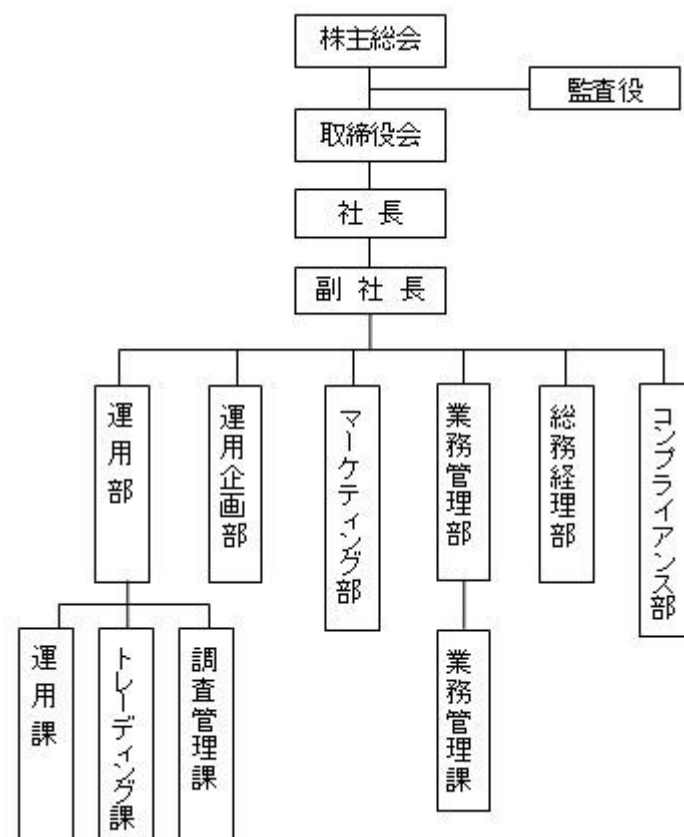 株主総会
監査役
取締役会
社 長
副 社 長
運用部
運用企画部
マーケティング部
業務管理部
総務経理部
コンプライアンス部
運用課
トレーディング課
調査管理課
業務管理課